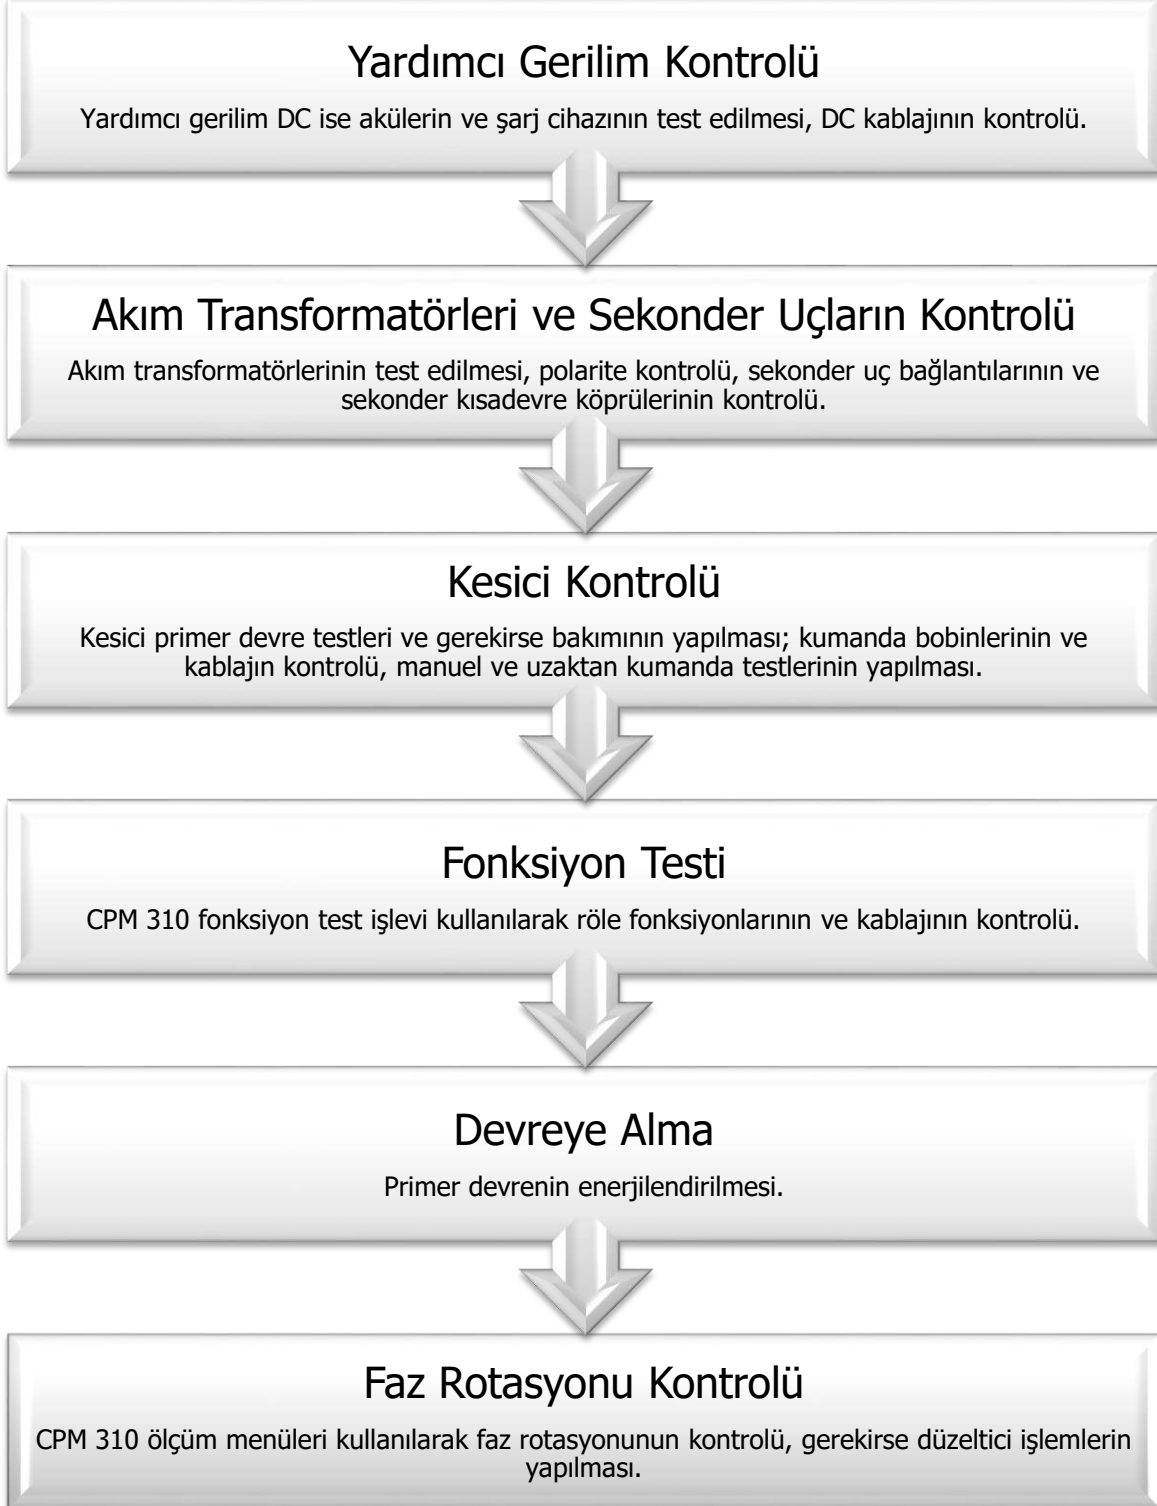 Yardımcı Gerilim Kontrolü
Yardımcı gerilim DC ise akülerin ve şarj cihazının test edilmesi, DC kablajının kontrolü.
Akım Transformatörleri ve Sekonder Uçların Kontrolü
Akım transformatörlerinin test edilmesi, polarite kontrolü, sekonder uç bağlantılarının ve
sekonder kısadevre köprülerinin kontrolü.
Kesici Kontrolü
Kesici primer devre testleri ve gerekirse bakımının yapılması; kumanda bobinlerinin ve
kablajın kontrolü, manuel ve uzaktan kumanda testlerinin yapılması.
Fonksiyon Testi
CPM 310 fonksiyon test işlevi kullanılarak röle fonksiyonlarının ve kablajının kontrolü.
Devreye Alma
Primer devrenin enerjilendirilmesi.
Faz Rotasyonu Kontrolü
CPM 310 ölçüm menüleri kullanılarak faz rotasyonunun kontrolü, gerekirse düzeltici işlemlerin
yapılması.